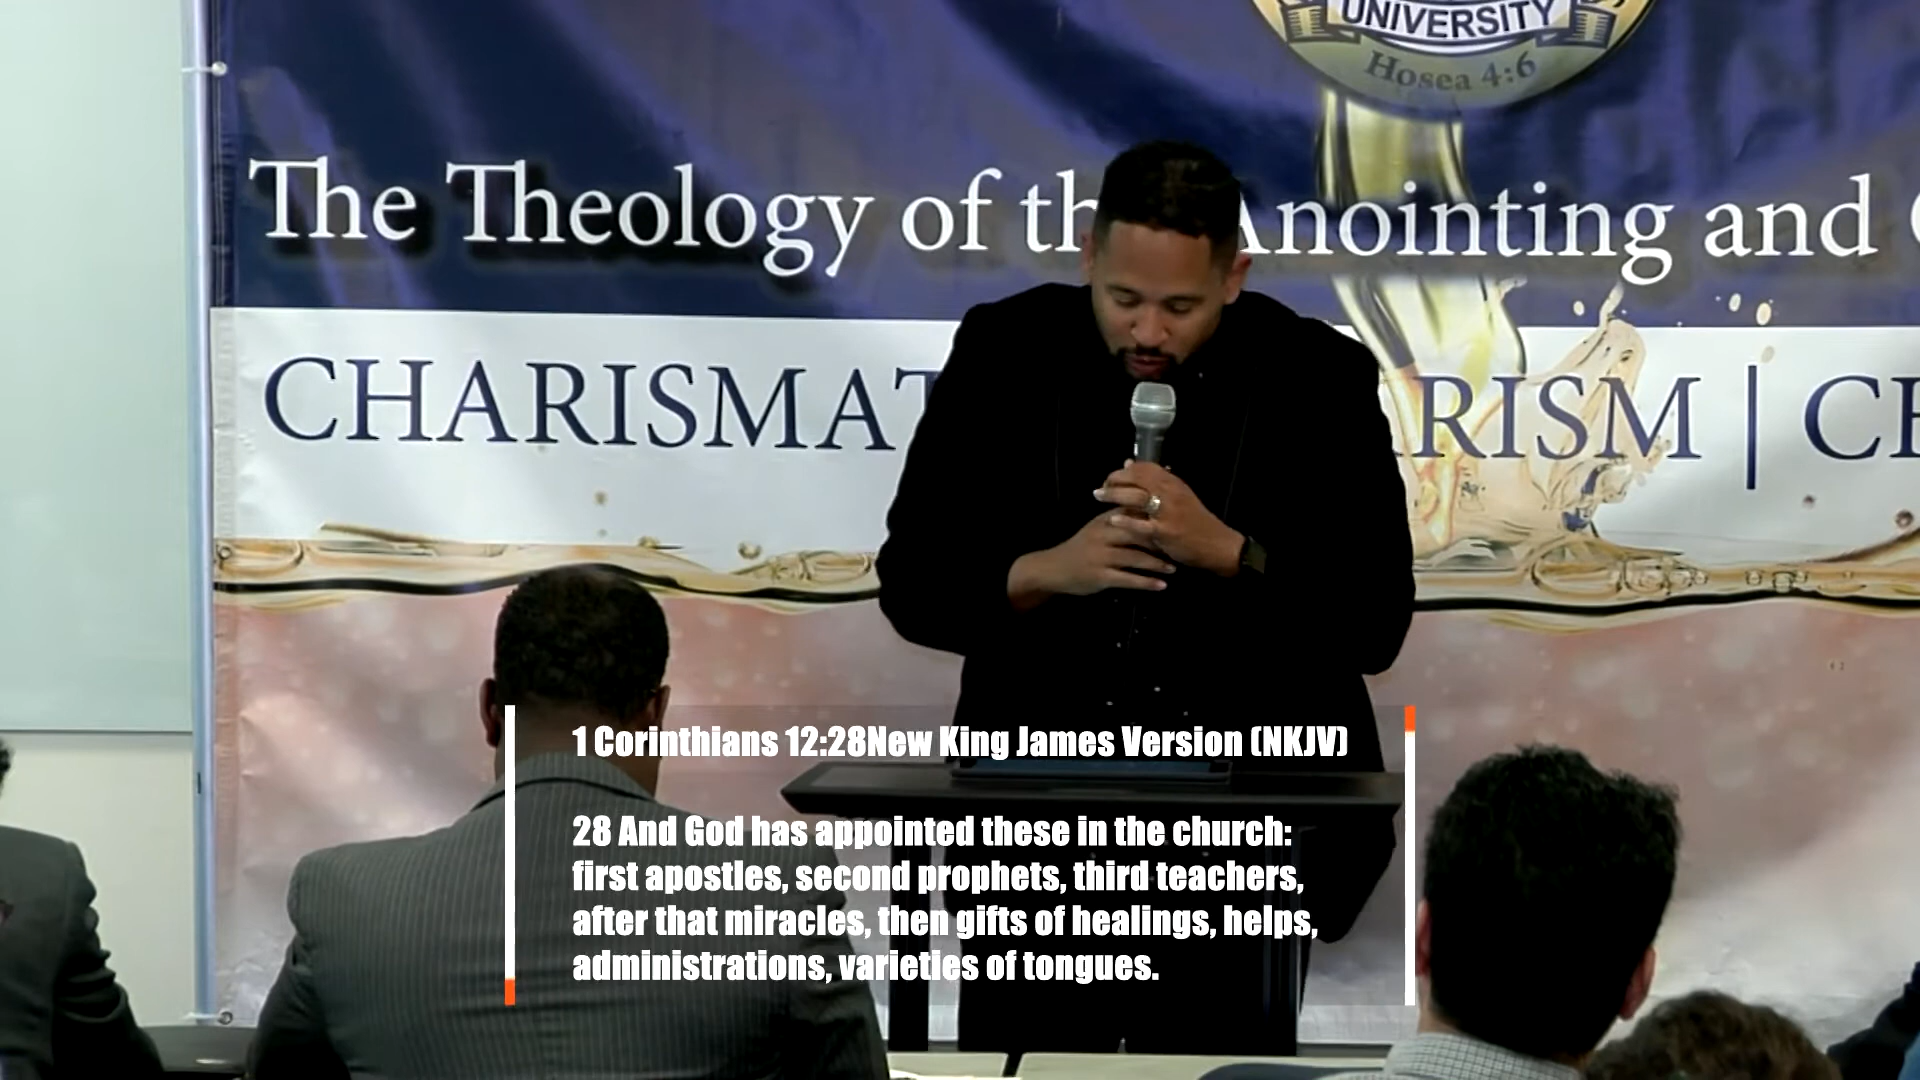 UNIVERSITY
Hosea 4:6
The Theology of the Anointing and
CHARISMAT RISM | CH
1 Corinthians 12:28New King James Version (NKJV)
28 And God has appointed these in the church:
first apostles, second prophets, third teachers,
after that miracles, then gifts of healings, helps,
administrations, varieties of tongues.